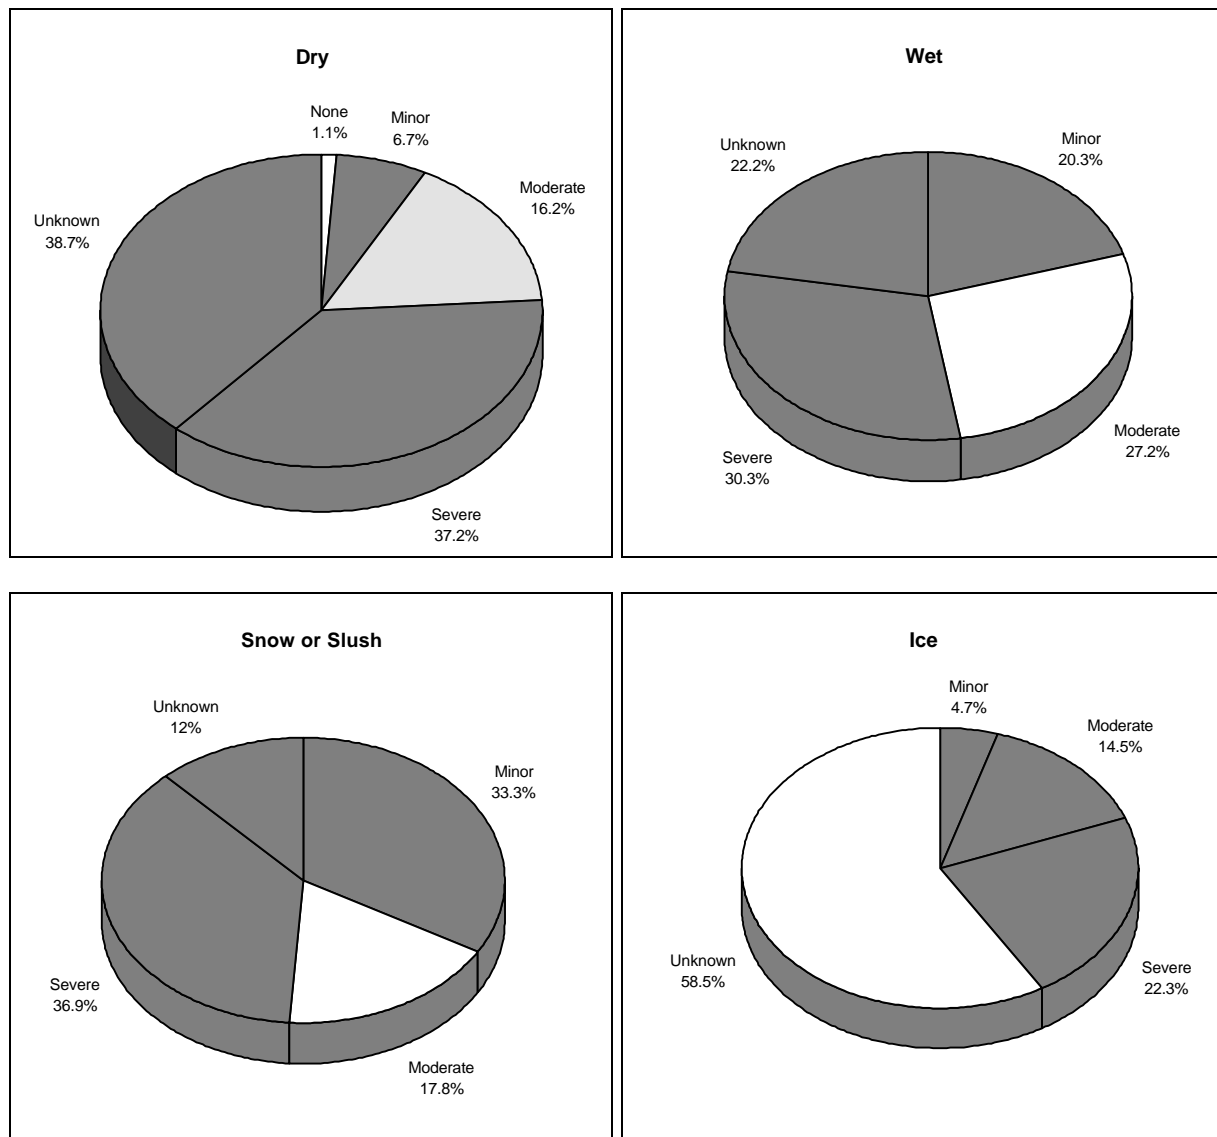 Dry
None
1.1%
Minor
6.7%
Moderate
16.2%
Unknown
38.7%
Severe
37.2%
Wet
Unknown
22.2%
Minor
20.3%
Severe
30.3%
Moderate
27.2%
Snow or Slush
Unknown
12%
Minor
33.3%
Severe
36.9%
Moderate
17.8%
Ice
Minor
4.7%
Moderate
14.5%
Unknown
58.5%
Severe
22.3%